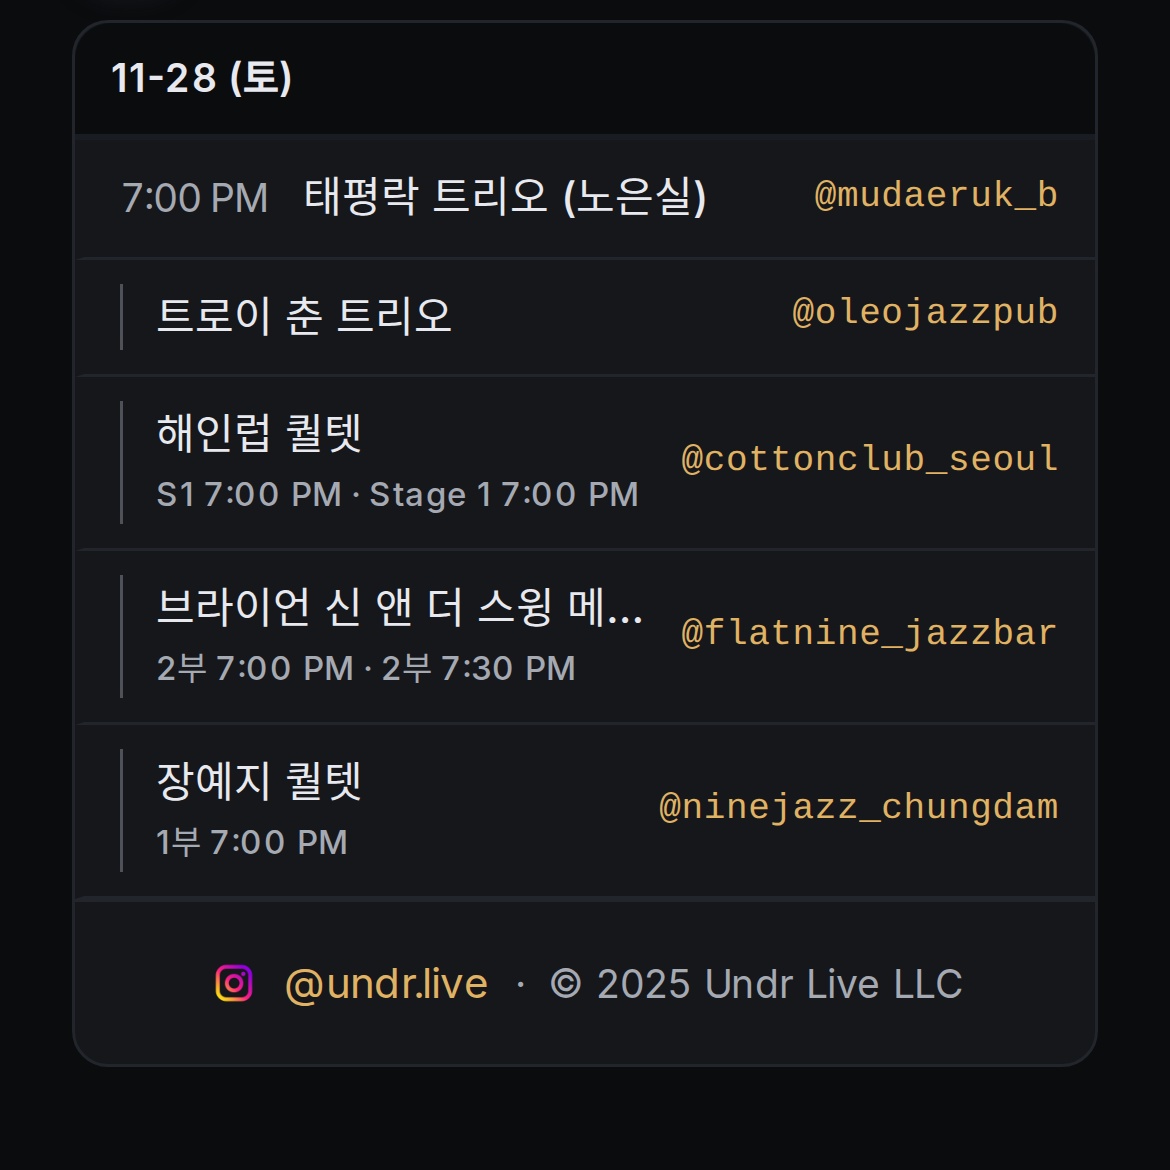 11-28 (토)
7:00 PM 태평락 트리오 (노은실) @mudaeruk_b
트로이 춘 트리오 @oleojazzpub
해인럽 퀄텟 @cottonclub_seoul
S1 7:00 PM · Stage 1 7:00 PM
브라이언 신 앤 더 스윙 메... @flatnine_jazzbar
2부 7:00 PM · 2부 7:30 PM
장예지 퀄텟 @ninejazz_chungdam
1부 7:00 PM
@undr.live · © 2025 Undr Live LLC